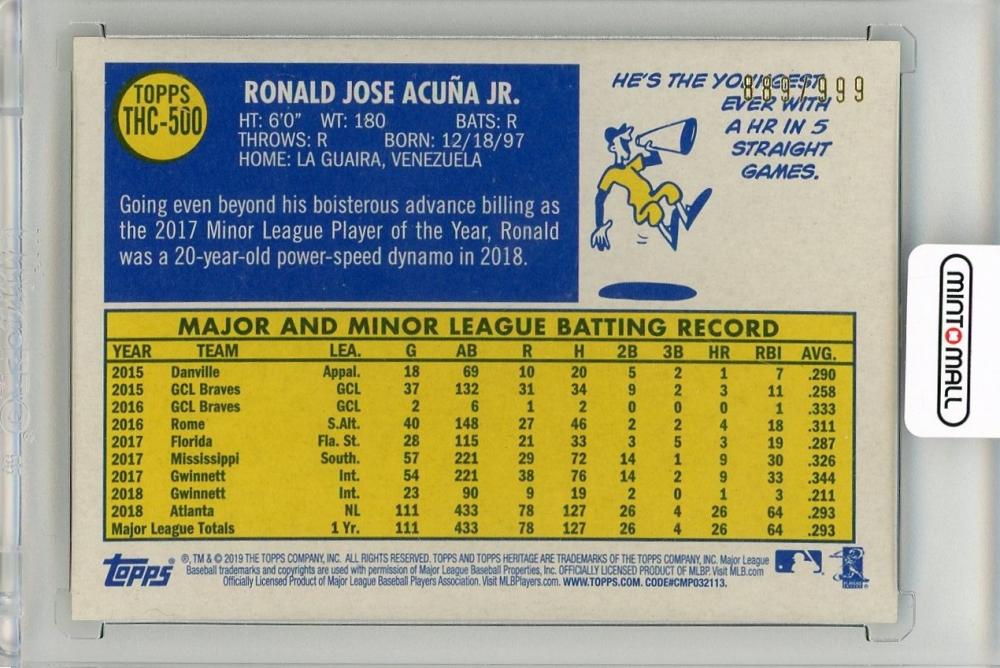 TOPPS
THC-500
RONALD JOSE ACUÑA JR.
HT: 6'0" WT: 180 BATS: R
THROWS: R BORN: 12/18/97
HOME: LA GUAIRA, VENEZUELA
Going even beyond his boisterous advance billing as
the 2017 Minor League Player of the Year, Ronald
was a 20-year-old power-speed dynamo in 2018.
HE'S THE YOUNGEST
EVER WITH
A HR IN 5
STRAIGHT
GAMES.
889/999
MAJOR AND MINOR LEAGUE BATTING RECORD
YEAR TEAM LEA. G AB R H 2B 3B HR RBI AVG.
2015 Danville Appal. 18 69 10 20 5 2 1 7 .290
2015 GCL Braves GCL 37 132 31 34 9 2 3 11 .258
2016 GCL Braves GCL 2 6 1 2 0 0 0 1 .333
2016 Rome S.Atl. 40 148 27 46 2 2 4 18 .311
2017 Florida Fla. St. 28 115 21 33 3 5 3 19 .287
2017 Mississippi South. 57 221 29 72 14 1 9 30 .326
2017 Gwinnett Int. 54 221 38 76 14 2 9 33 .344
2018 Gwinnett Int. 23 90 9 19 2 0 1 3 .211
2018 Atlanta NL 111 433 78 127 26 4 26 64 .293
Major League Totals 1 Yr. 111 433 78 127 26 4 26 64 .293
topps
®, TM & © 2019 THE TOPPS COMPANY, INC. ALL RIGHTS RESERVED. TOPPS AND TOPPS HERITAGE ARE TRADEMARKS OF THE TOPPS COMPANY, INC. Major League
Baseball trademarks and copyrights are used with permission of Major League Baseball Properties, Inc. OFFICIALLY LICENSED PRODUCT OF MLBP. Visit MLB.com
Officially Licensed Product of Major League Baseball Players Association. Visit MLBPlayers.com. WWW.TOPPS.COM. CODE#CMP032113.
MINT MALL